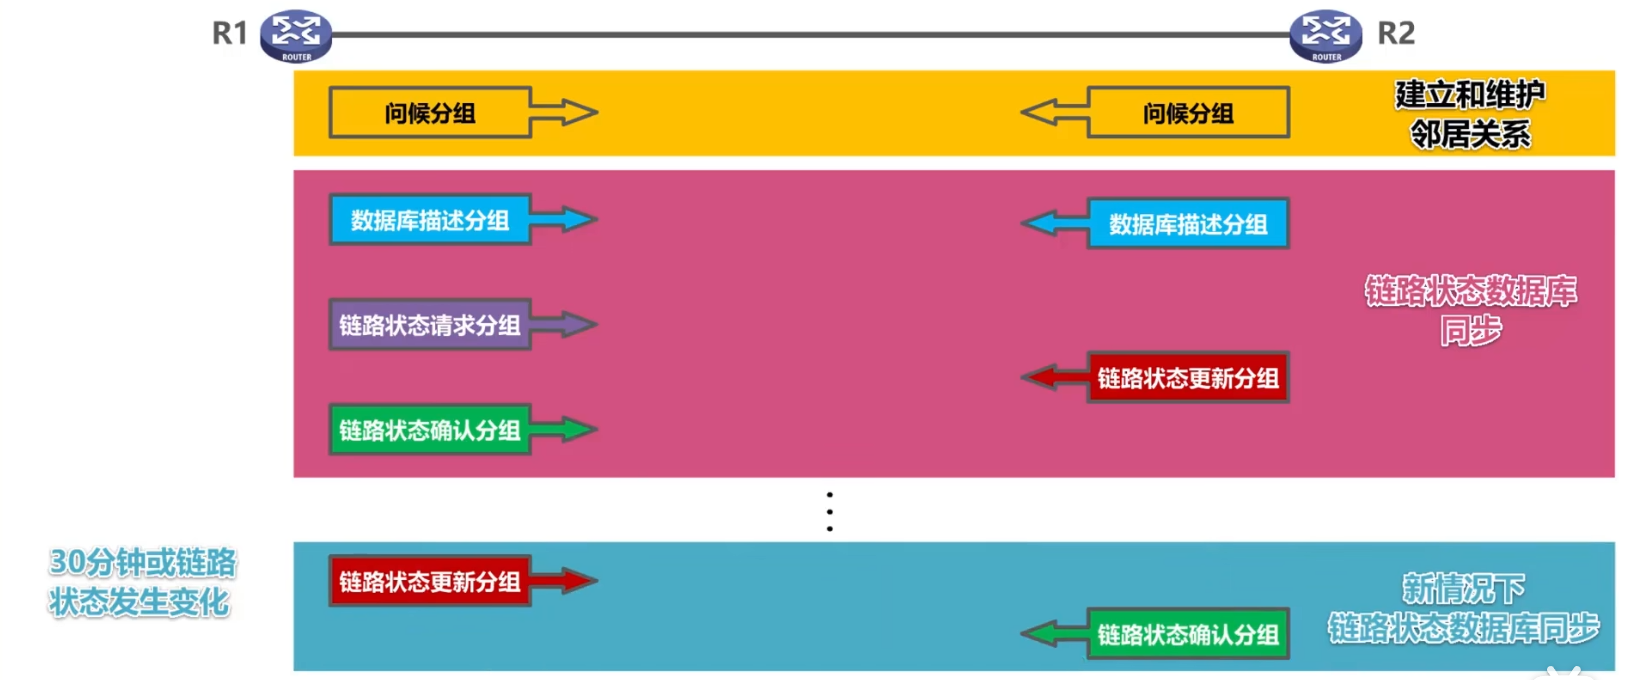 R1
ROUTER
ROUTER
R2
问候分组
问候分组
建立和维护
邻居关系
数据库描述分组
数据库描述分组
链路状态请求分组
链路状态数据库
同步
链路状态更新分组
链路状态确认分组
30分钟或链路
状态发生变化
链路状态更新分组
新情况下
链路状态数据库同步
链路状态确认分组